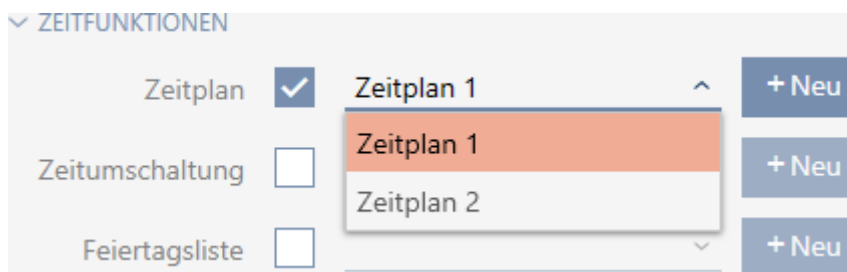 ZEITFUNKTIONEN
Zeitplan Zeitplan 1 + Neu
Zeitplan 1
Zeitumschaltung + Neu
Zeitplan 2
Feiertagsliste + Neu